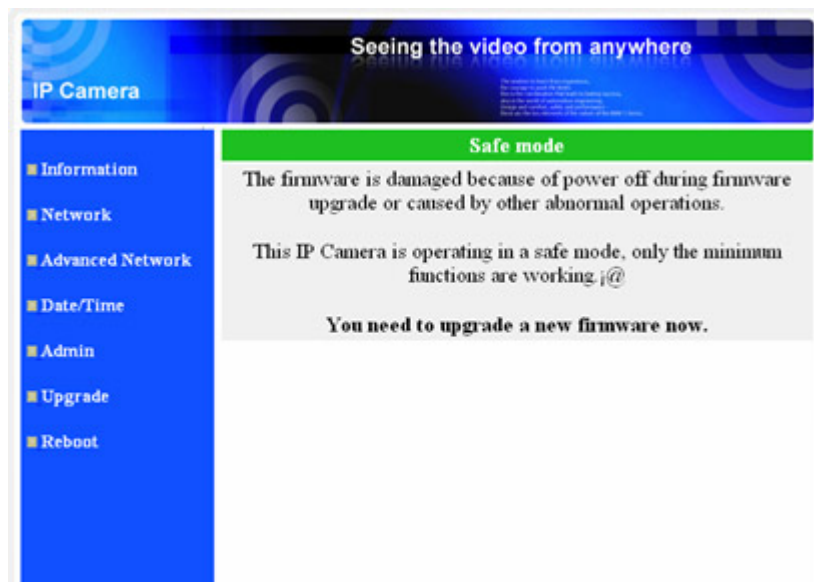 Seeing the video from anywhere
IP Camera
Safe mode
Information
Network
Advanced Network
Date/Time
Admin
Upgrade
Reboot
The firmware is damaged because of power off during firmware
upgrade or caused by other abnormal operations.
This IP Camera is operating in a safe mode, only the minimum
functions are working.¡@
You need to upgrade a new firmware now.